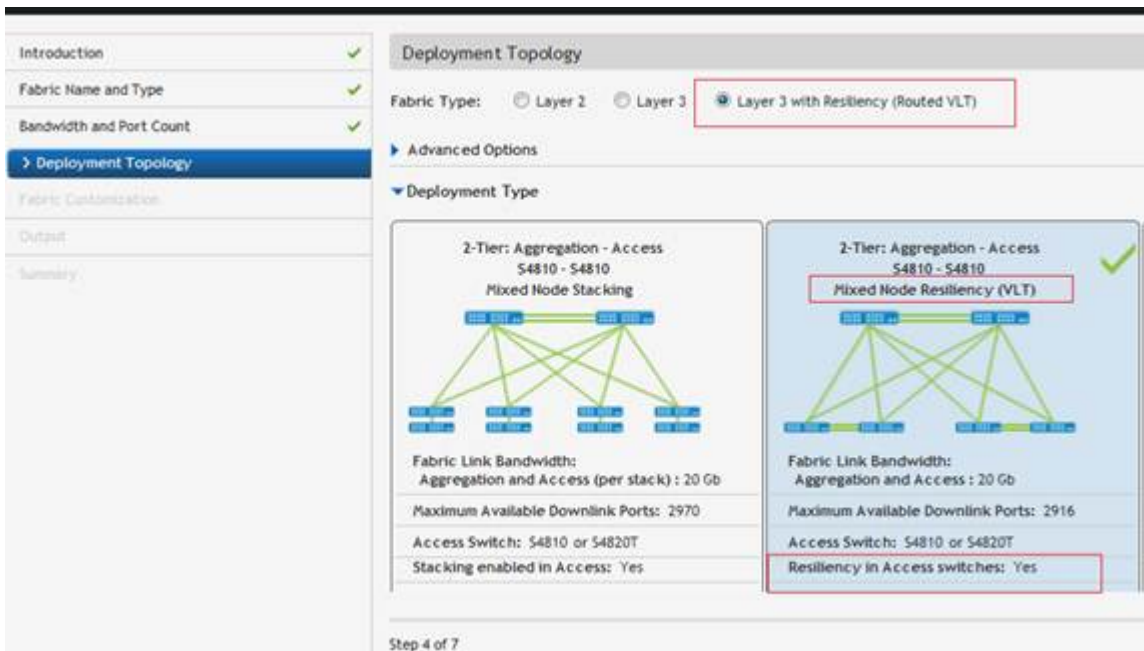 Introduction
Fabric Name and Type
Bandwidth and Port Count
> Deployment Topology
Fabric Customization
Output
Summary
Deployment Topology
Fabric Type: Layer 2 Layer 3 Layer 3 with Resiliency (Routed VLT)
Advanced Options
Deployment Type
2-Tier: Aggregation - Access
S4810 - S4810
Mixed Node Stacking
Fabric Link Bandwidth:
Aggregation and Access (per stack) : 20 Gb
Maximum Available Downlink Ports: 2970
Access Switch: S4810 or S4820T
Stacking enabled in Access: Yes
2-Tier: Aggregation - Access
S4810 - S4810
Mixed Node Resiliency (VLT)
Fabric Link Bandwidth:
Aggregation and Access : 20 Gb
Maximum Available Downlink Ports: 2916
Access Switch: S4810 or S4820T
Resiliency in Access switches: Yes
Step 4 of 7